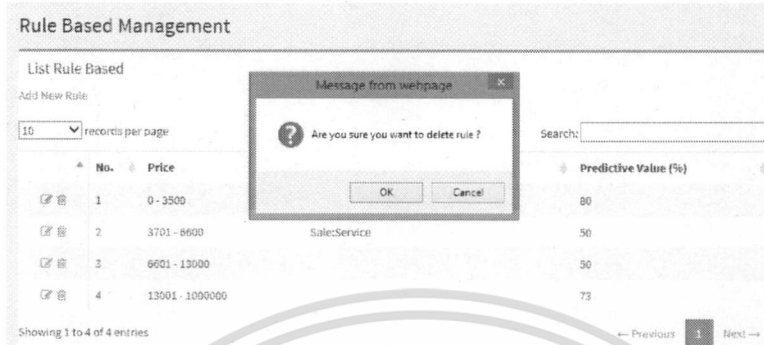 Rule Based Management
List Rule Based
Add New Rule
Message from webpage
Are you sure you want to delete rule ?
OK Cancel
10 records per page Search:
No. Price Predictive Value (%)
1 0 - 3500 80
2 3701 - 6600 Sale:Service 50
3 6601 - 13000 50
4 13001 - 1000000 73
Showing 1 to 4 of 4 entries ← Previous 1 Next →